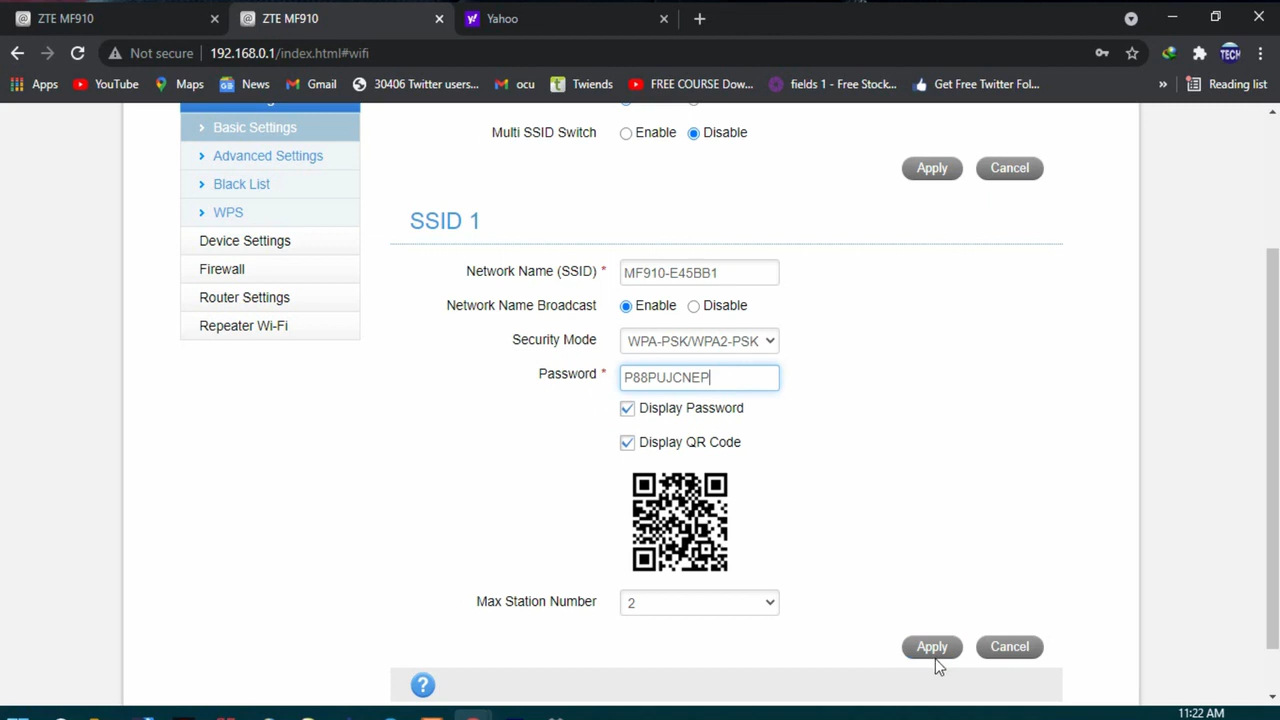 ZTE MF910
ZTE MF910
Yahoo
Not secure 192.168.0.1/index.html#wifi
Apps YouTube Maps News Gmail 30406 Twitter users... ocu Twiends FREE COURSE Dow... fields 1 - Free Stock... Get Free Twitter Fol... » Reading list
Basic Settings
Advanced Settings
Black List
WPS
Device Settings
Firewall
Router Settings
Repeater Wi-Fi
Multi SSID Switch Enable Disable
Apply Cancel
SSID 1
Network Name (SSID) * MF910-E45BB1
Network Name Broadcast Enable Disable
Security Mode WPA-PSK/WPA2-PSK
Password * P88PUJCNEP
Display Password
Display QR Code
Max Station Number 2
Apply Cancel
?
11:22 AM